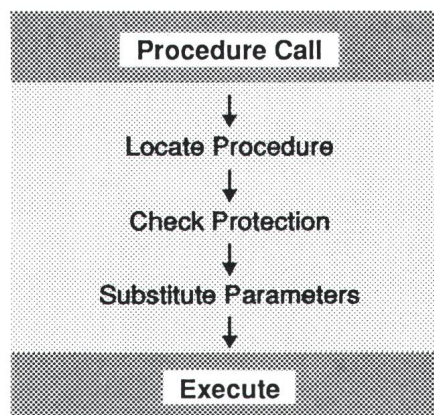 Procedure Call
Locate Procedure
Check Protection
Substitute Parameters
Execute